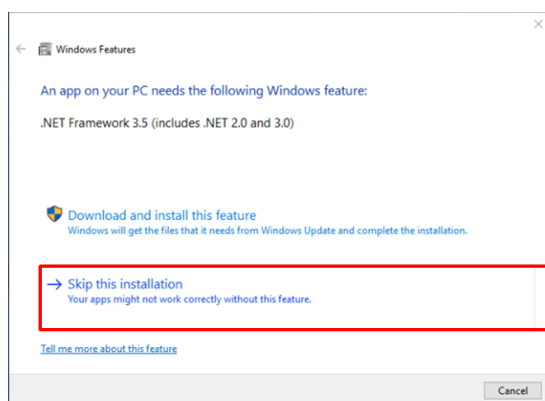 Windows Features
An app on your PC needs the following Windows feature:
.NET Framework 3.5 (includes .NET 2.0 and 3.0)
Download and install this feature
Windows will get the files that it needs from Windows Update and complete the installation.
Skip this installation
Your apps might not work correctly without this feature.
Tell me more about this feature
Cancel